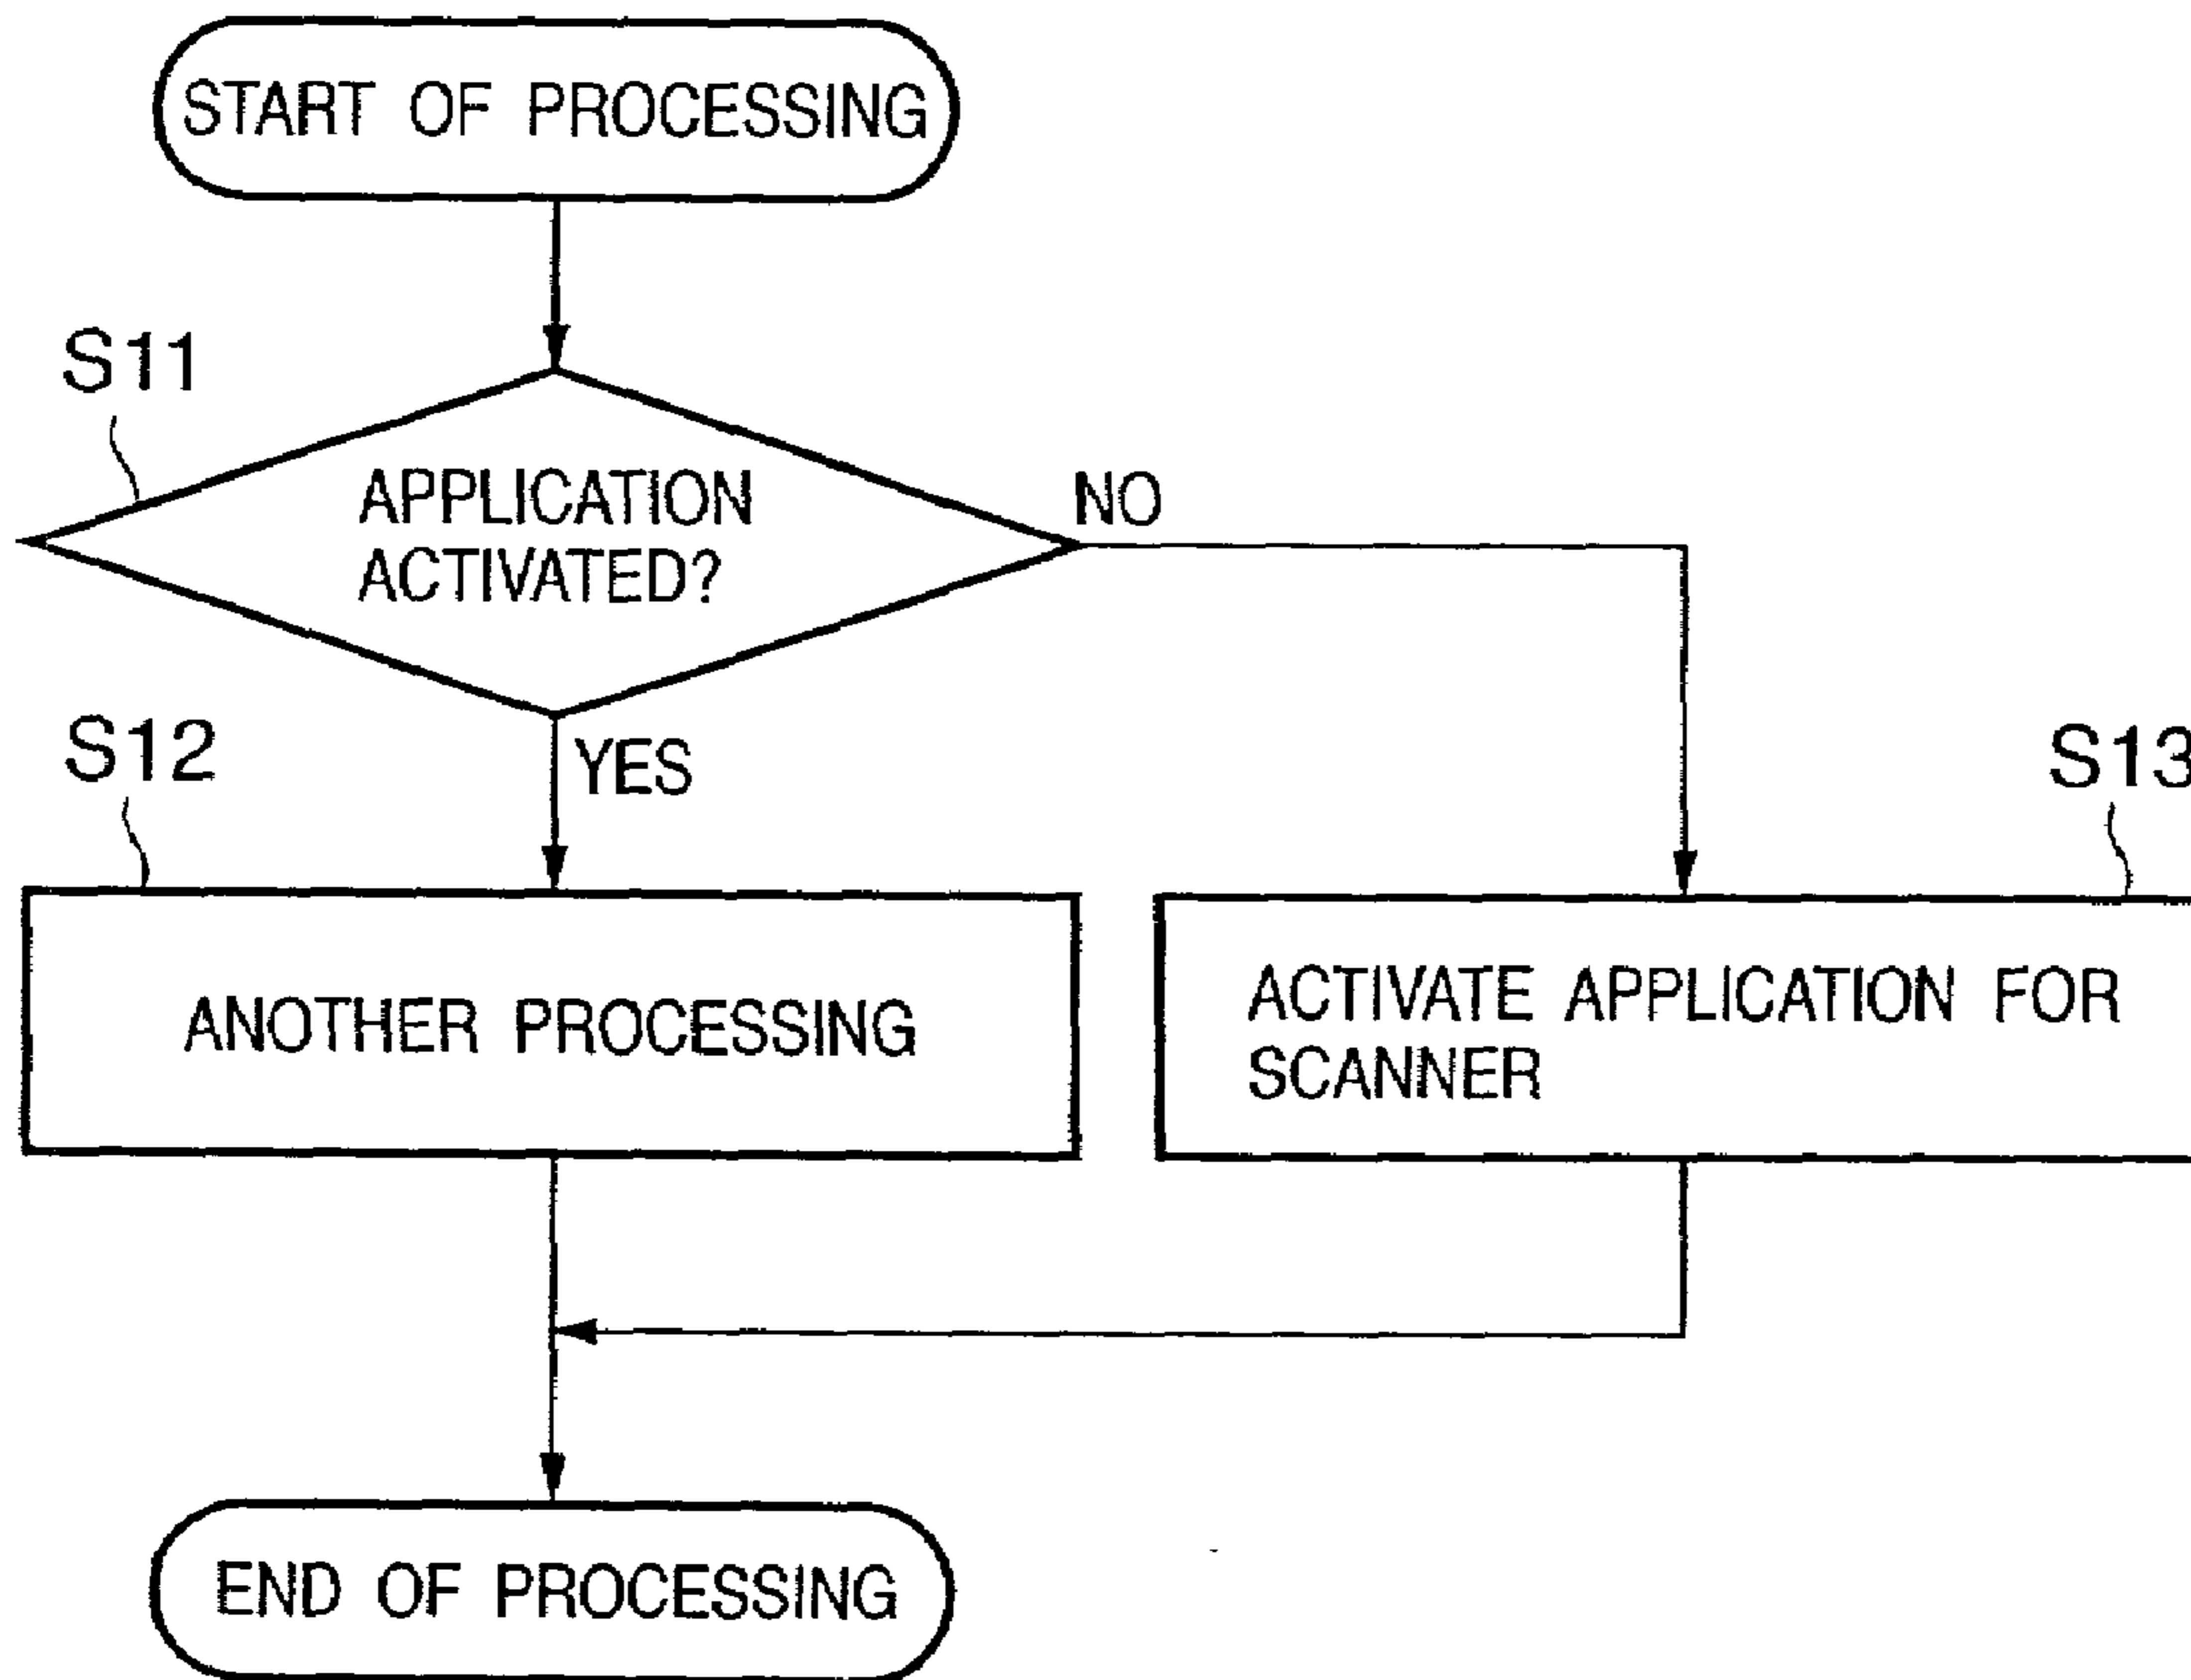 START OF PROCESSING
S11
APPLICATION
ACTIVATED?
NO
YES
S12
S13
ANOTHER PROCESSING
ACTIVATE APPLICATION FOR
SCANNER
END OF PROCESSING